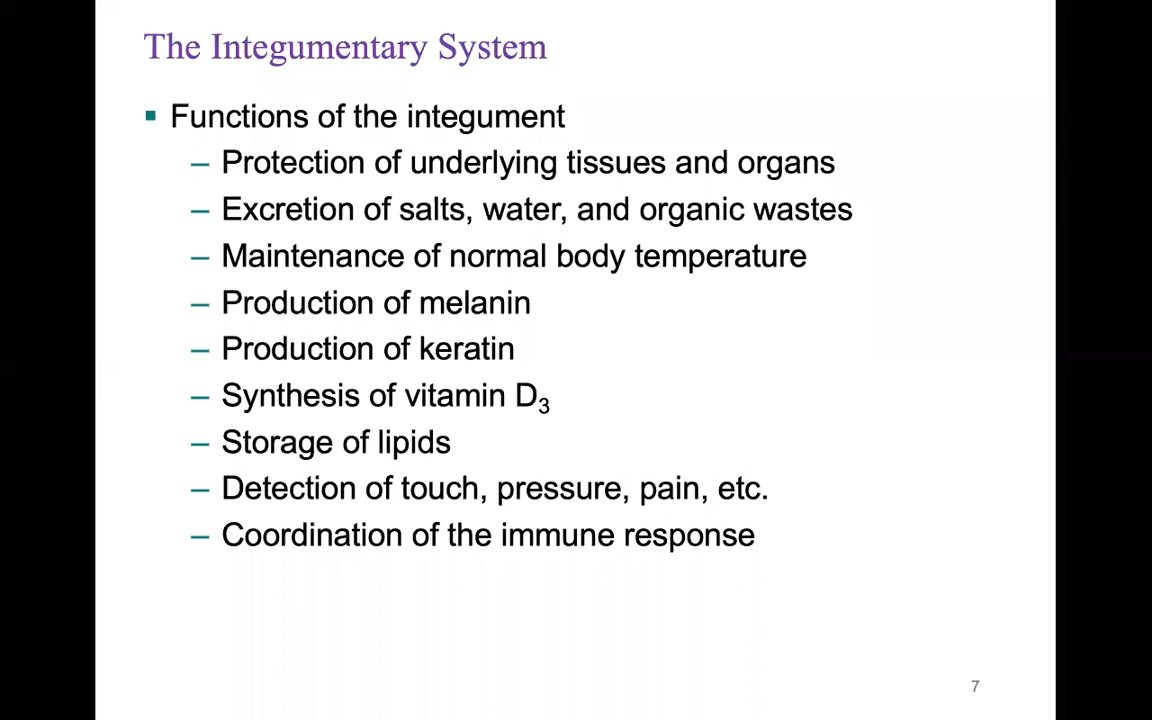 The Integumentary System
▪ Functions of the integument
– Protection of underlying tissues and organs
– Excretion of salts, water, and organic wastes
– Maintenance of normal body temperature
– Production of melanin
– Production of keratin
– Synthesis of vitamin D₃
– Storage of lipids
– Detection of touch, pressure, pain, etc.
– Coordination of the immune response
7